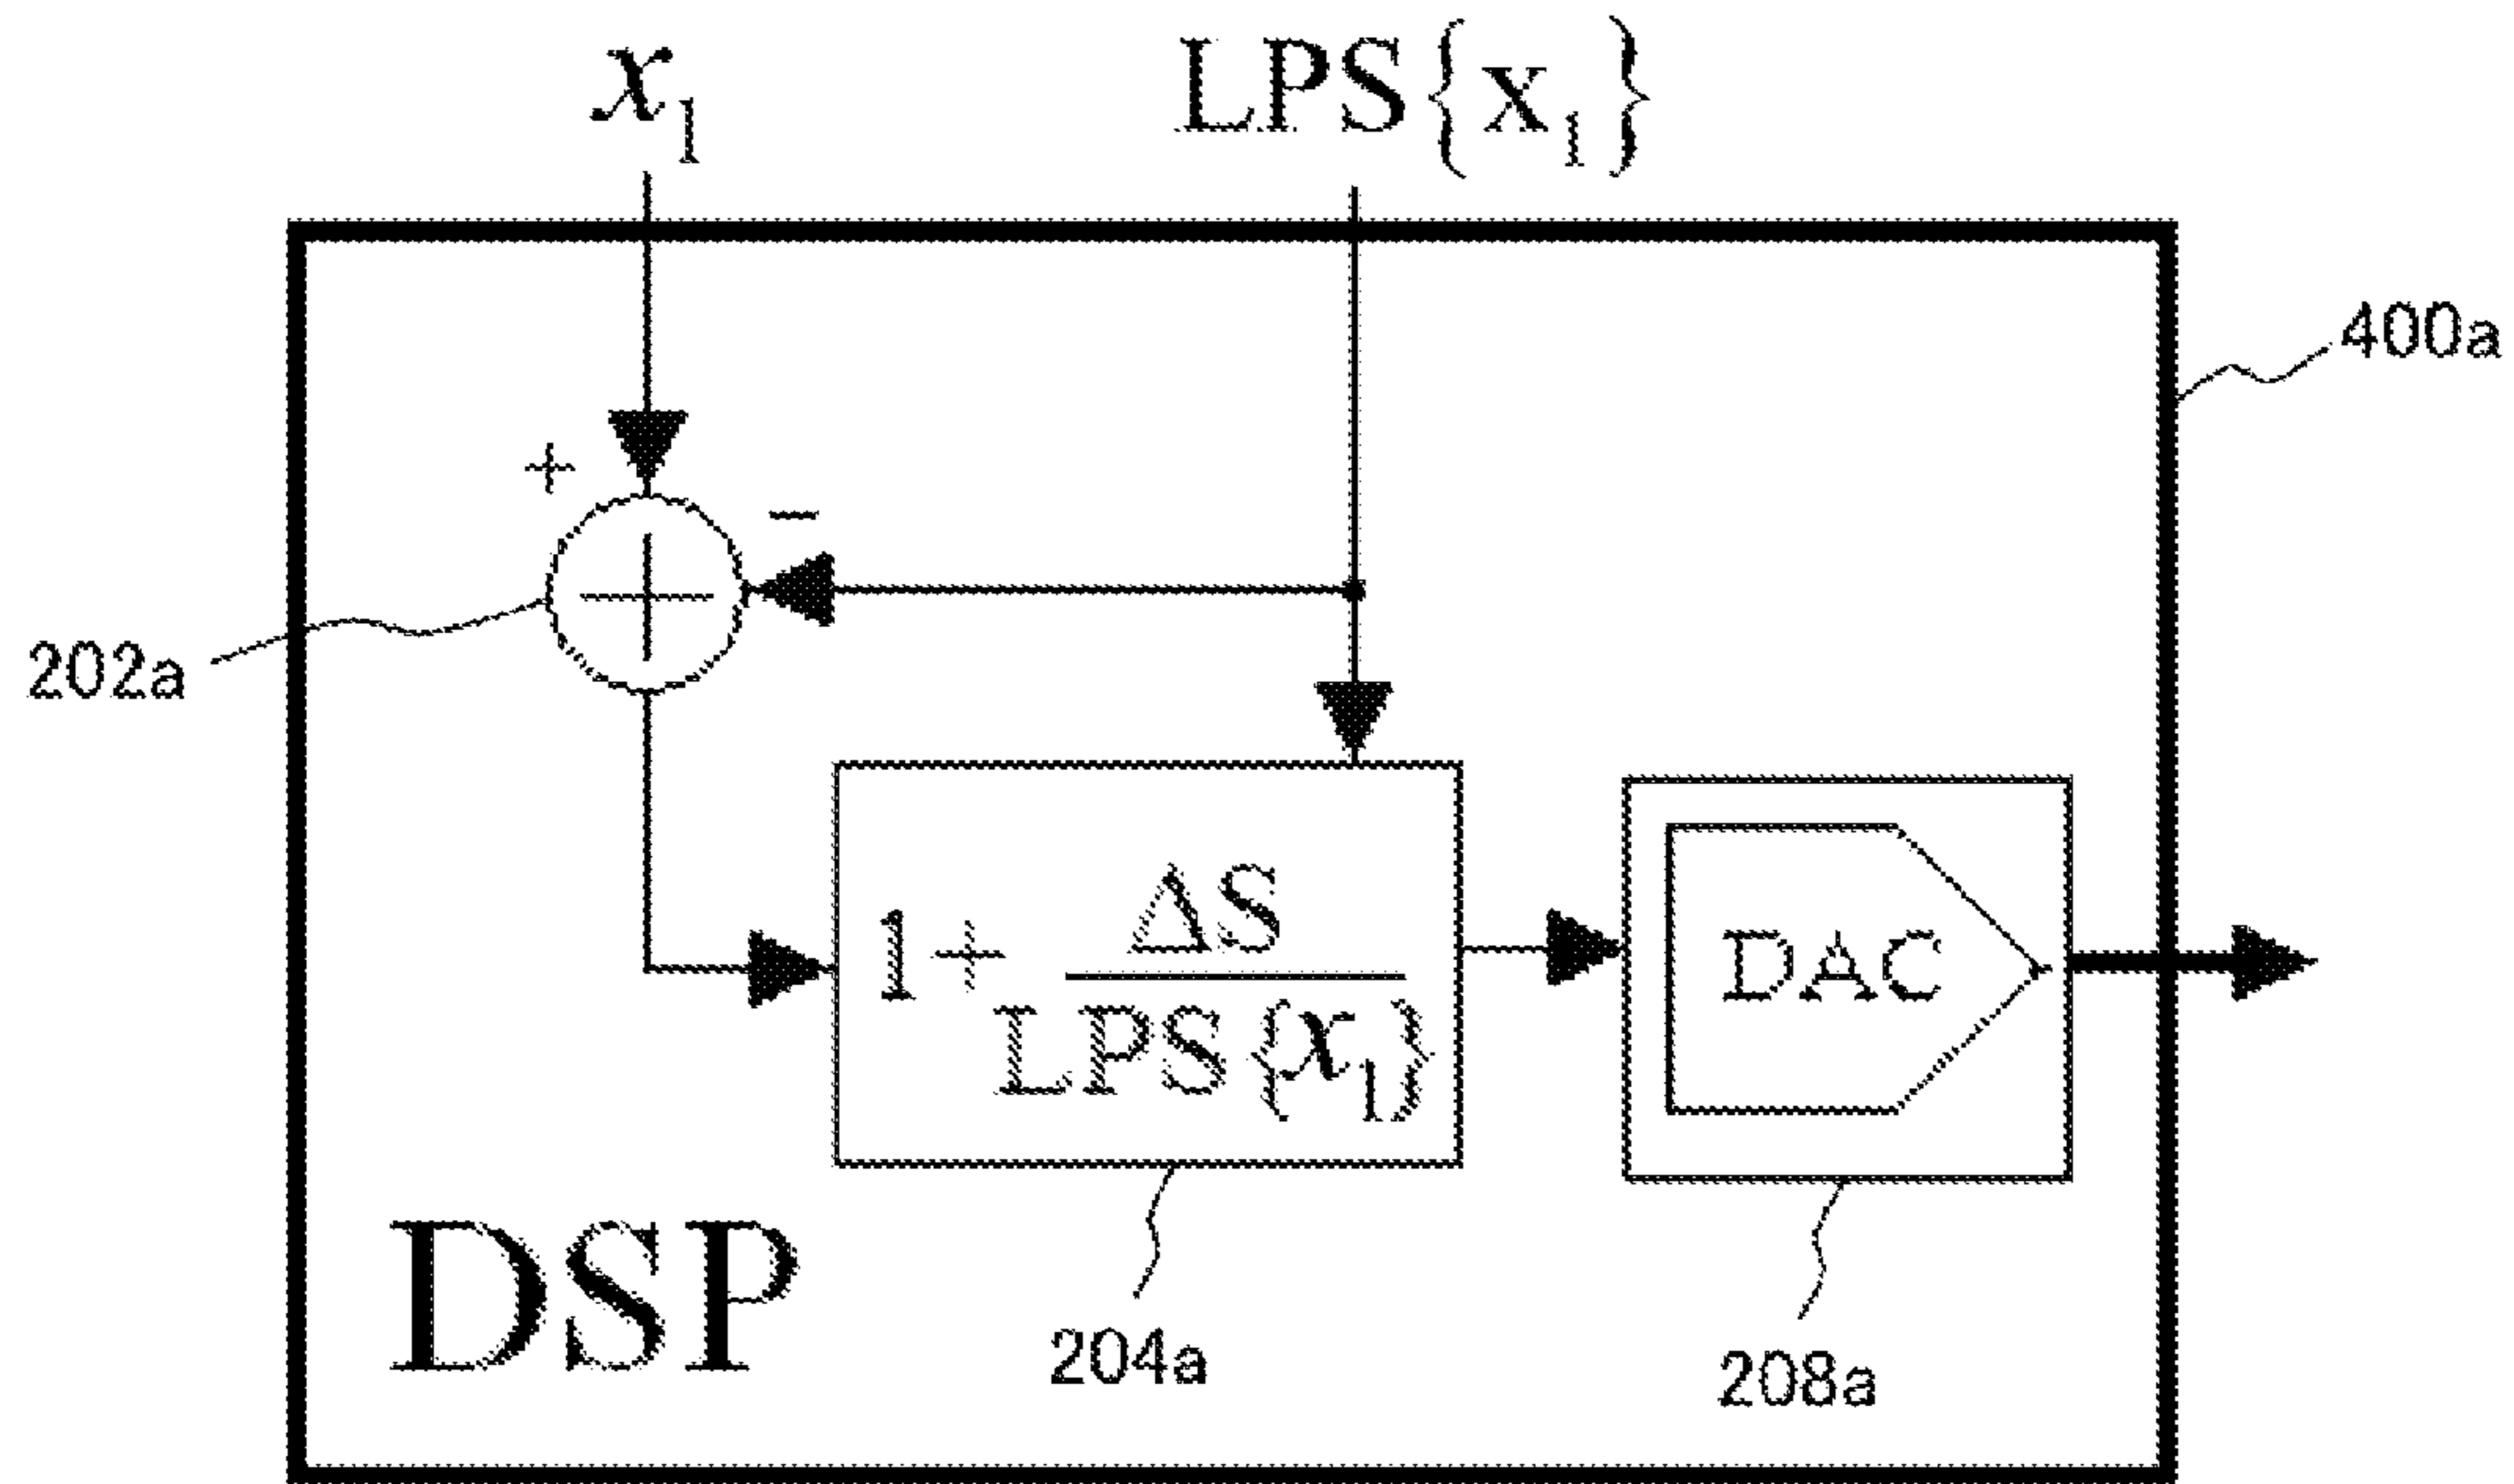 x₁
LPS{x₁}
400a
+
−
202a
1+ ΔS
LPS{x₁}
DAC
DSP
204a
208a